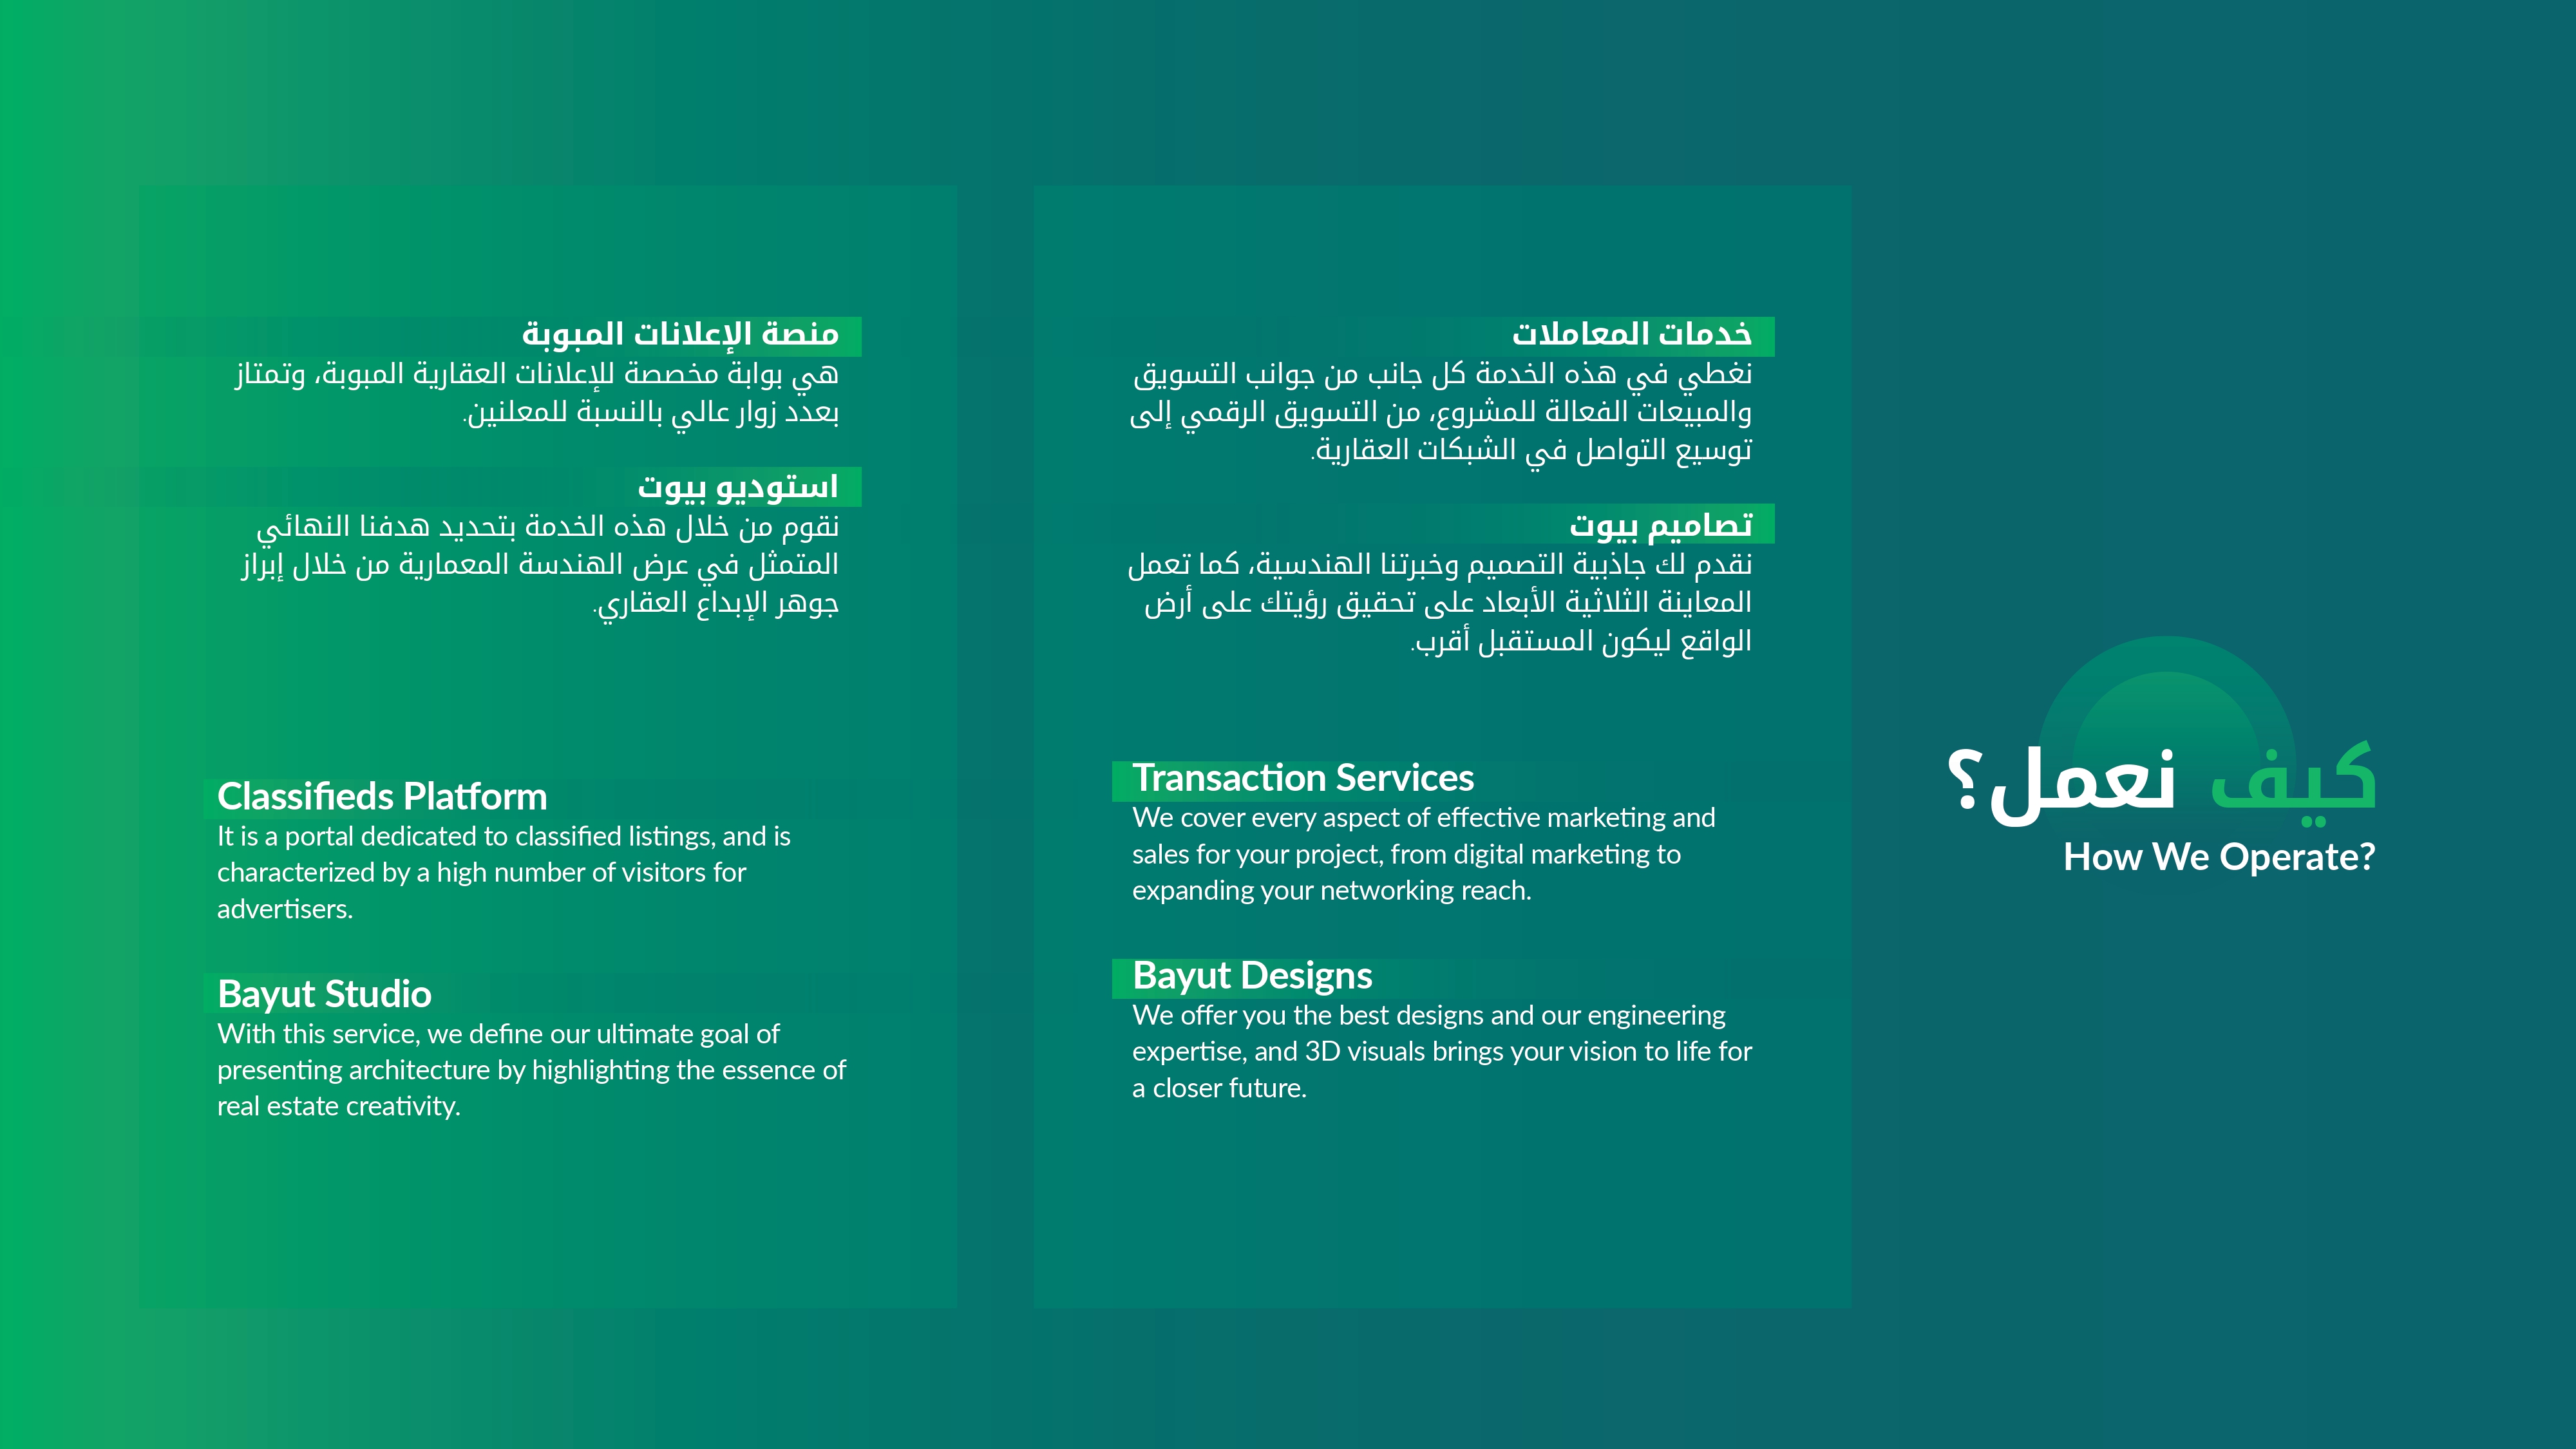 كيف نعمل؟
How We Operate?
خدمات المعاملات
نغطي في هذه الخدمة كل جانب من جوانب التسويق
والمبيعات الفعالة للمشروع، من التسويق الرقمي إلى
توسيع التواصل في الشبكات العقارية.
تصاميم بيوت
نقدم لك جاذبية التصميم وخبرتنا الهندسية، كما تعمل
المعاينة الثلاثية الأبعاد على تحقيق رؤيتك على أرض
الواقع ليكون المستقبل أقرب.
Transaction Services
We cover every aspect of effective marketing and
sales for your project, from digital marketing to
expanding your networking reach.
Bayut Designs
We offer you the best designs and our engineering
expertise, and 3D visuals brings your vision to life for
a closer future.
منصة الإعلانات المبوبة
هي بوابة مخصصة للإعلانات العقارية المبوبة، وتمتاز
بعدد زوار عالي بالنسبة للمعلنين.
استوديو بيوت
نقوم من خلال هذه الخدمة بتحديد هدفنا النهائي
المتمثل في عرض الهندسة المعمارية من خلال إبراز
جوهر الإبداع العقاري.
Classifieds Platform
It is a portal dedicated to classified listings, and is
characterized by a high number of visitors for
advertisers.
Bayut Studio
With this service, we define our ultimate goal of
presenting architecture by highlighting the essence of
real estate creativity.